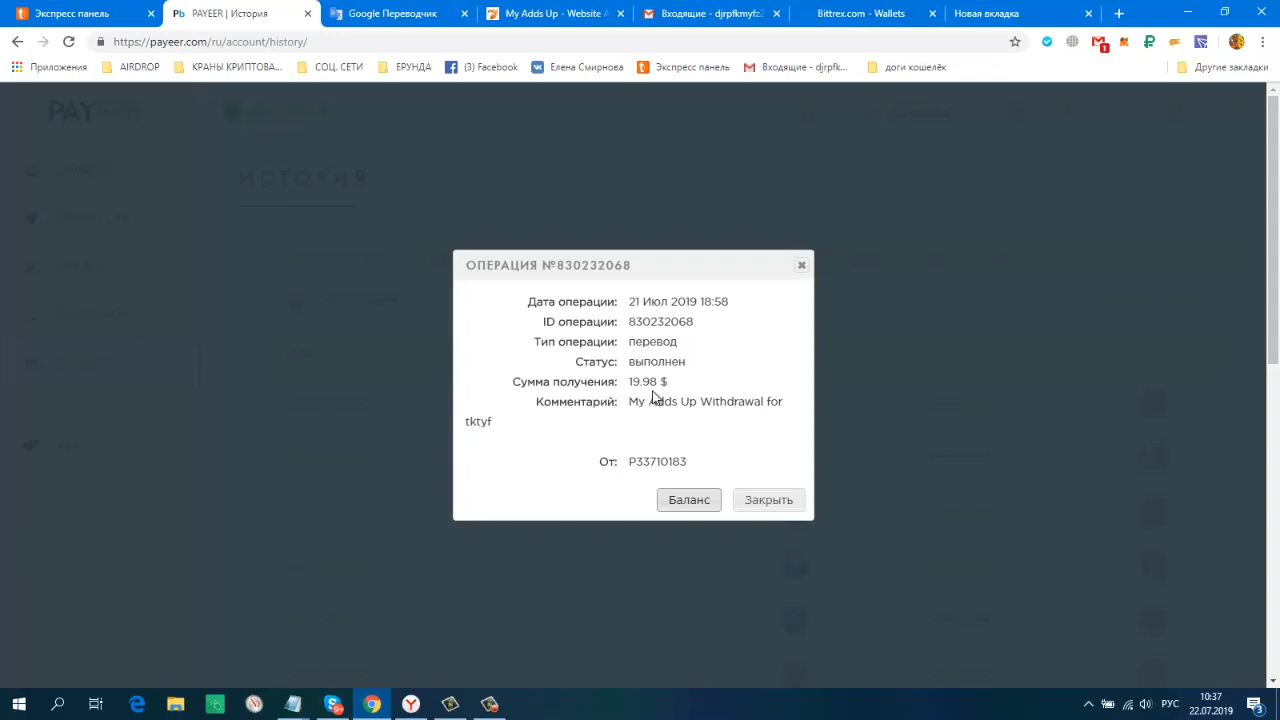 Экспресс панель
PAYEER | История
Google Переводчик
My Adds Up - Website A
Входящие - djrpfkmyfz
Bittrex.com - Wallets
Новая вкладка
https://payeer.com/ru/account/history/
1
Приложения
AIRDROP
КРАНЫ КРИПТОВА...
СОЦ. СЕТИ
ЕРУНДА
(3) Facebook
Елена Смирнова
Экспресс панель
Входящие - djrpfk...
доги кошелёк
Другие закладки
PAY
ИСТОРИЯ
ОПЕРАЦИЯ №830232068
Дата операции: 21 Июл 2019 18:58
ID операции: 830232068
Тип операции: перевод
Статус: выполнен
Сумма получения: 19.98 $
Комментарий: My Adds Up Withdrawal for
tktyf
От: P33710183
Баланс
Закрыть
РУС
10:37
22.07.2019
3